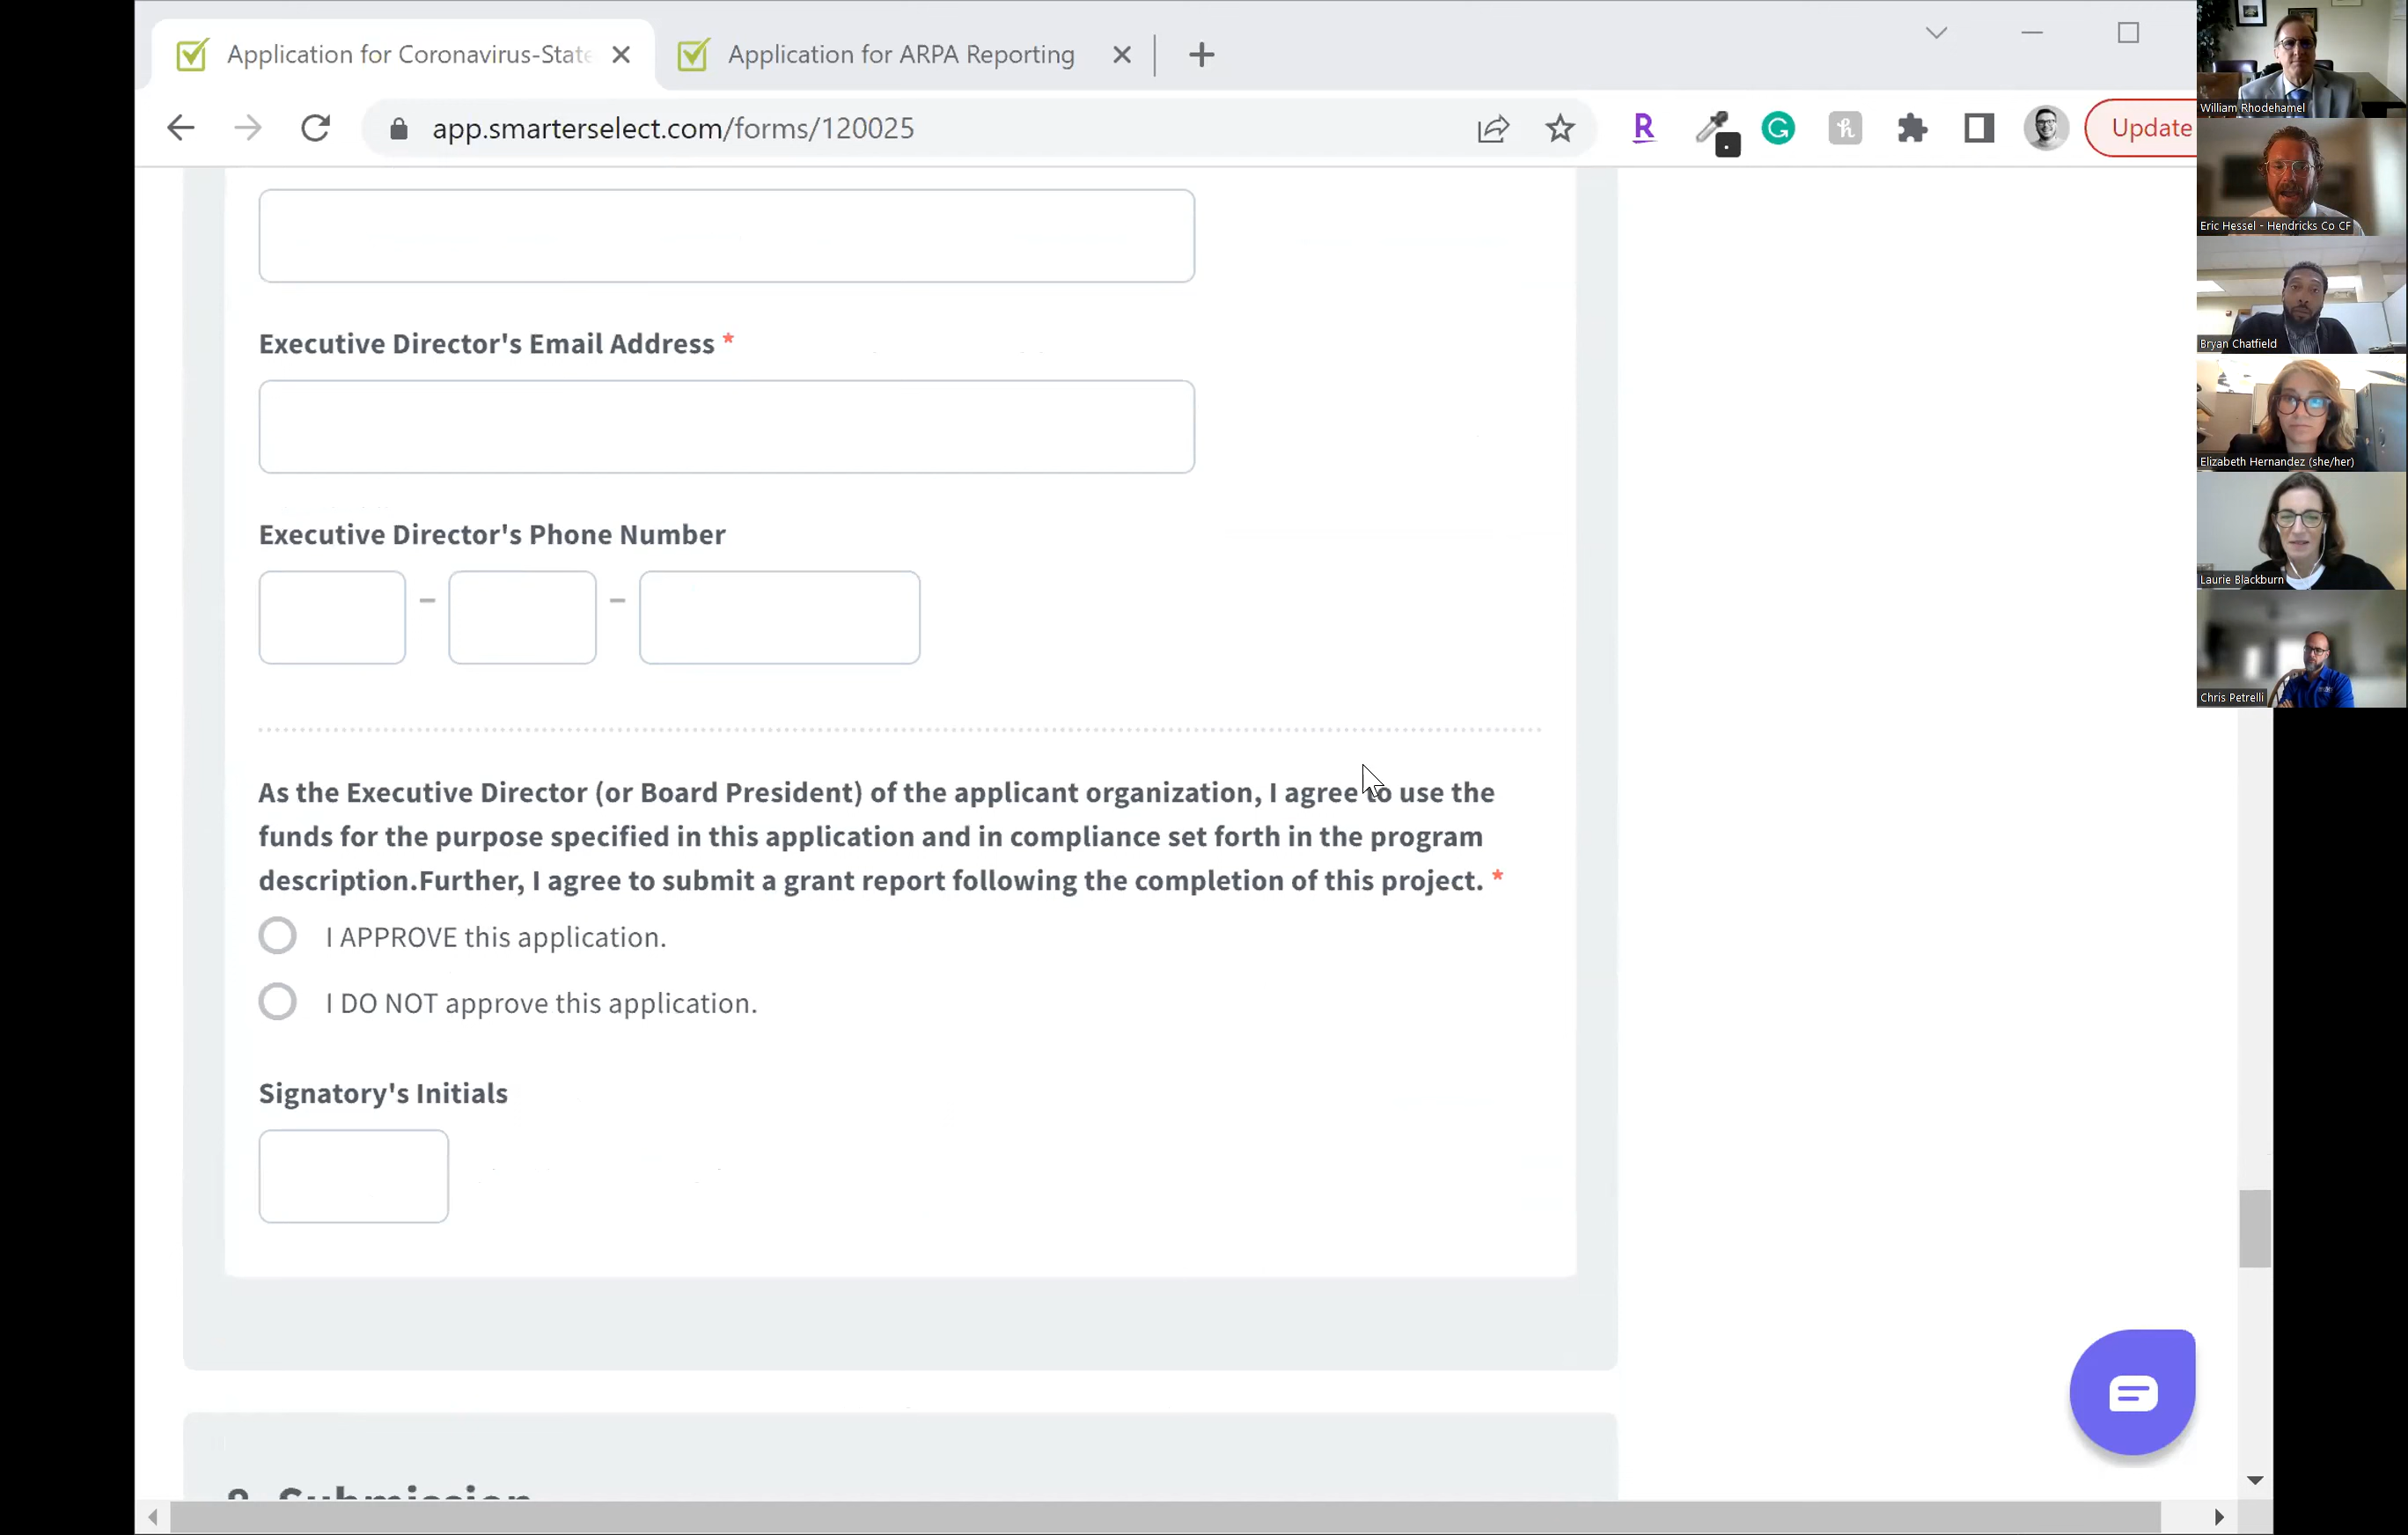 Application for Coronavirus-State
Application for ARPA Reporting
app.smarterselect.com/forms/120025
Update
Executive Director's Email Address *
Executive Director's Phone Number
As the Executive Director (or Board President) of the applicant organization, I agree to use the
funds for the purpose specified in this application and in compliance set forth in the program
description.Further, I agree to submit a grant report following the completion of this project. *
I APPROVE this application.
I DO NOT approve this application.
Signatory's Initials
Submission
William Rhodehamel
Eric Hessel - Hendricks Co CF
Bryan Chatfield
Elizabeth Hernandez (she/her)
Laurie Blackburn
Chris Petrelli